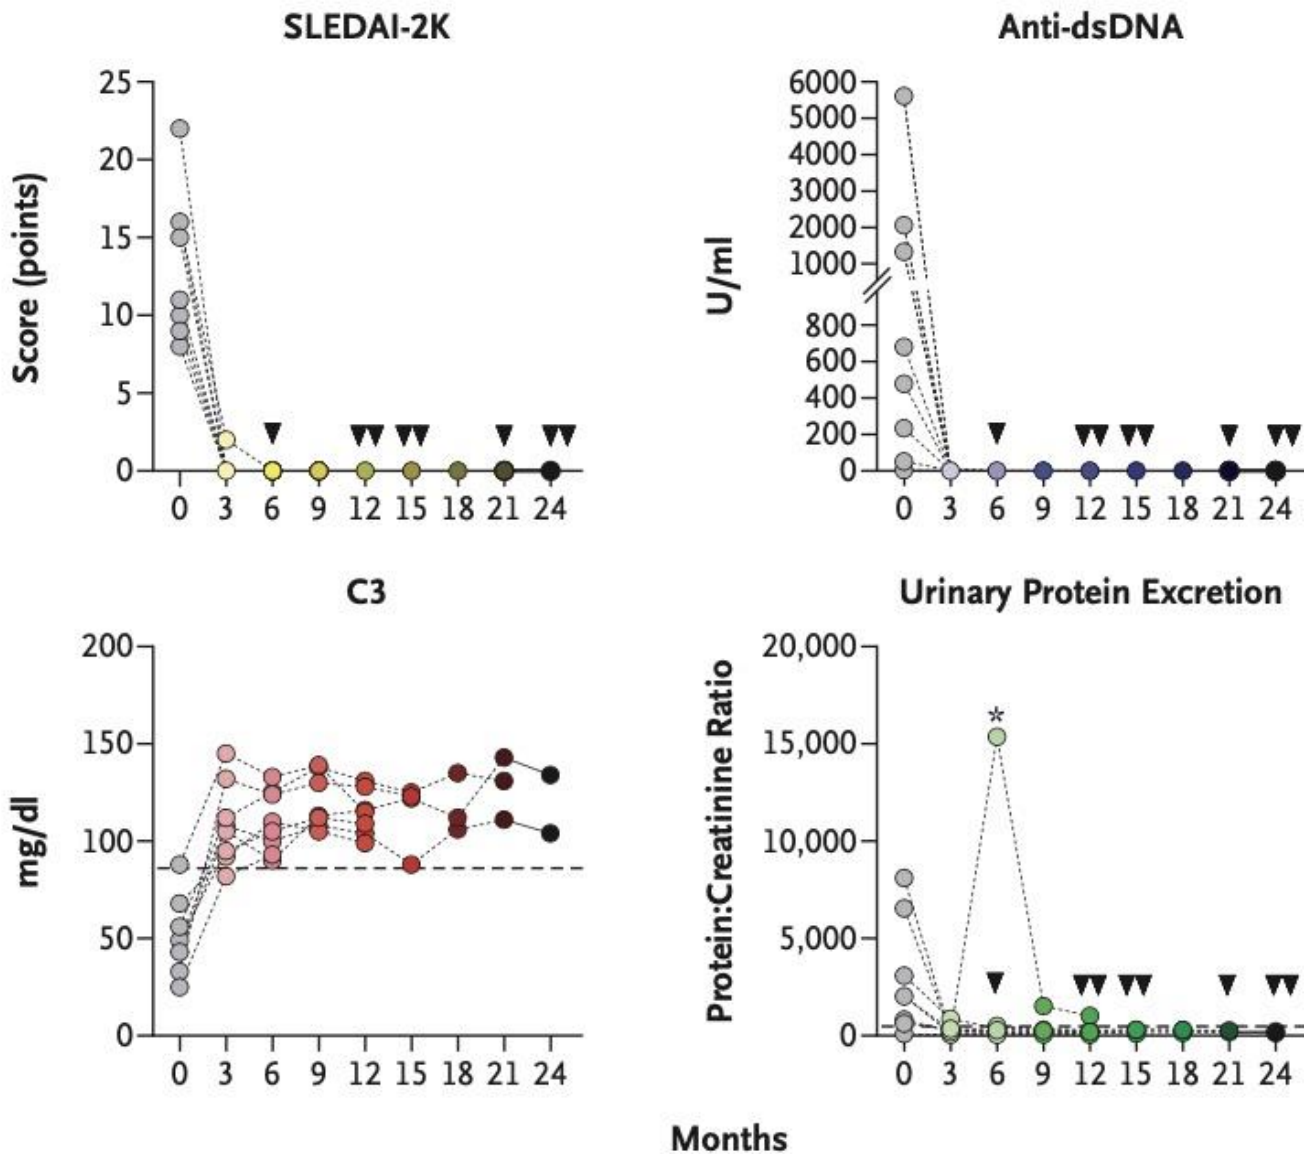 SLEDAI-2K
Score (points)
25
20
15
10
5
0
0 3 6 9 12 15 18 21 24
Anti-dsDNA
U/ml
6000
5000
4000
3000
2000
1000
800
600
400
200
0
0 3 6 9 12 15 18 21 24
C3
mg/dl
200
150
100
50
0
0 3 6 9 12 15 18 21 24
Urinary Protein Excretion
Protein:Creatinine Ratio
20,000
15,000
10,000
5,000
0
*
0 3 6 9 12 15 18 21 24
Months